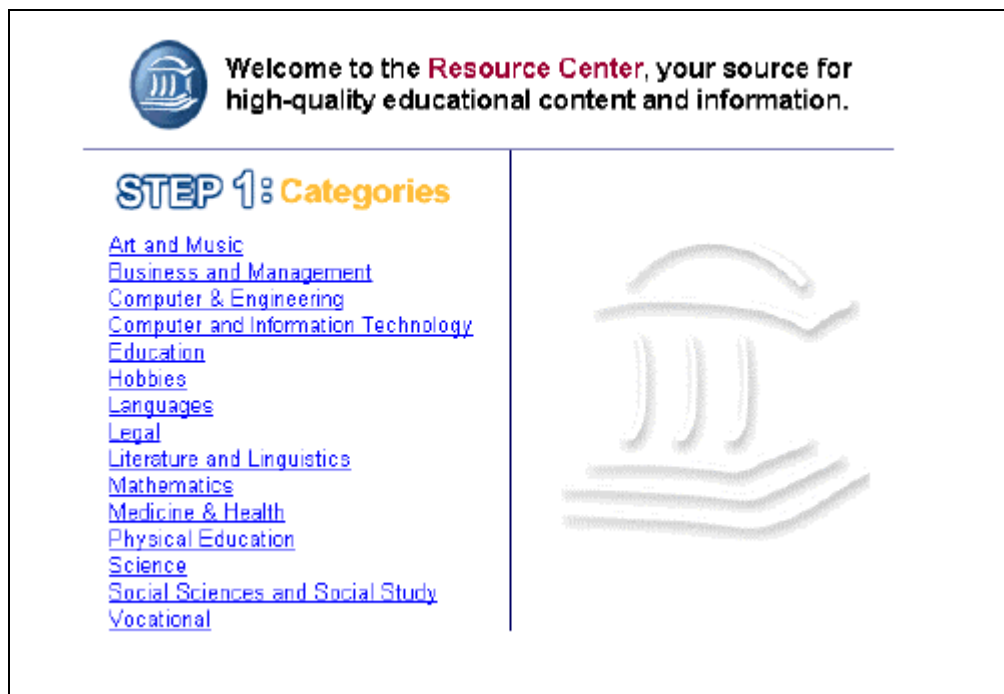 Welcome to the Resource Center, your source for
high-quality educational content and information.
STEP 1: Categories
Art and Music
Business and Management
Computer & Engineering
Computer and Information Technology
Education
Hobbies
Languages
Legal
Literature and Linguistics
Mathematics
Medicine & Health
Physical Education
Science
Social Sciences and Social Study
Vocational